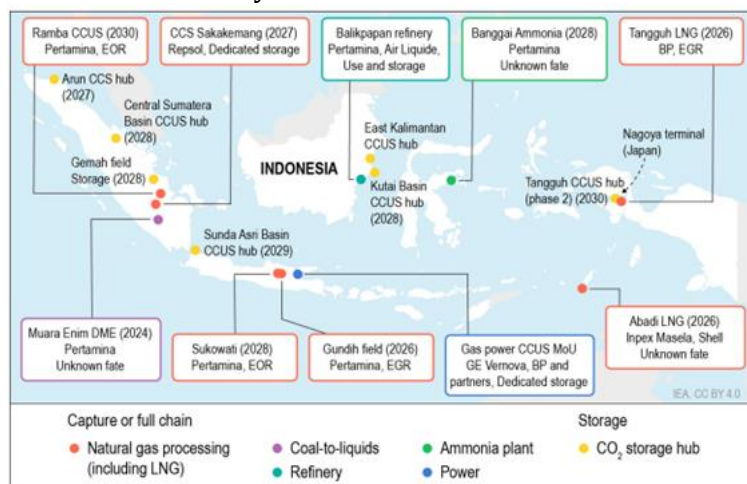 Ramba CCUS (2030)
Pertamina, EOR
CCS Sakakemang (2027)
Repsol, Dedicated storage
Balikpapan refinery
Pertamina, Air Liquide,
Use and storage
Banggai Ammonia (2028)
Pertamina
Unknown fate
Tangguh LNG (2026)
BP, EGR
Arun CCS hub
(2027)
Central Sumatera
Basin CCUS hub
(2028)
Gemah field
Storage (2028)
INDONESIA
East Kalimantan
CCUS hub
Kutai Basin
CCUS hub
(2028)
Nagoya terminal
(Japan)
Tangguh CCUS hub
(phase 2) (2030)
Sunda Asri Basin
CCUS hub (2029)
Muara Enim DME (2024)
Pertamina
Unknown fate
Sukowati (2028)
Pertamina, EOR
Gundih field (2026)
Pertamina, EGR
Gas power CCUS MoU
GE Vernova, BP and
partners, Dedicated storage
Abadi LNG (2026)
Inpex Masela, Shell
Unknown fate
IEA. CC BY 4.0
Capture or full chain
Natural gas processing
(including LNG)
Coal-to-liquids
Refinery
Ammonia plant
Power
Storage
CO₂ storage hub